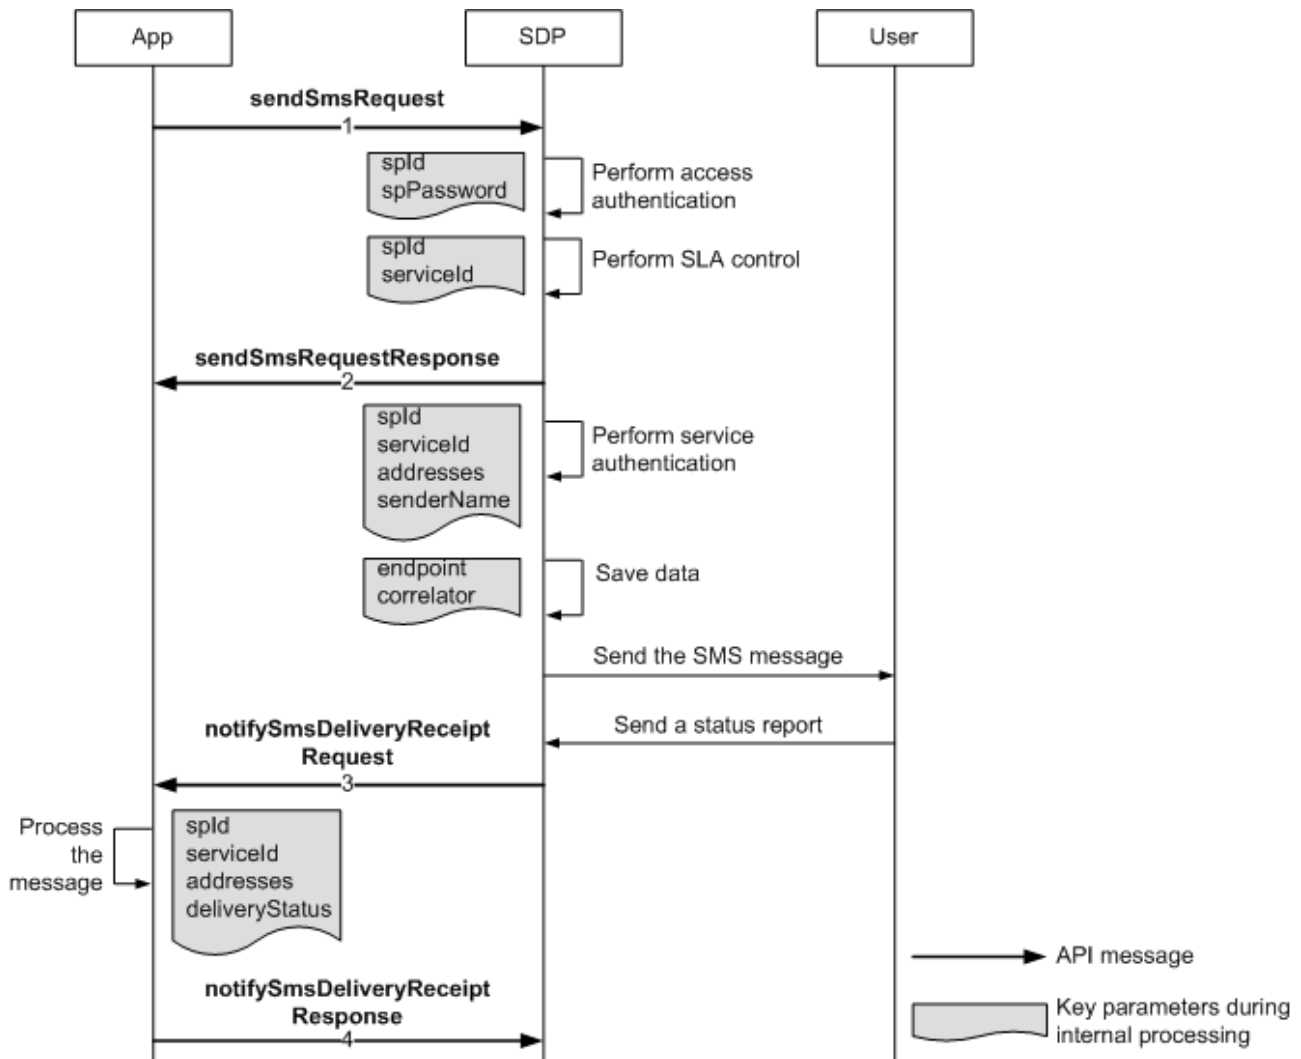 App
SDP
User
sendSmsRequest
1
spId
spPassword
Perform access
authentication
spId
serviceId
Perform SLA control
sendSmsRequestResponse
2
spId
serviceId
addresses
senderName
Perform service
authentication
endpoint
correlator
Save data
Send the SMS message
Send a status report
notifySmsDeliveryReceipt
Request
3
Process
the
message
spId
serviceId
addresses
deliveryStatus
notifySmsDeliveryReceipt
Response
4
API message
Key parameters during
internal processing